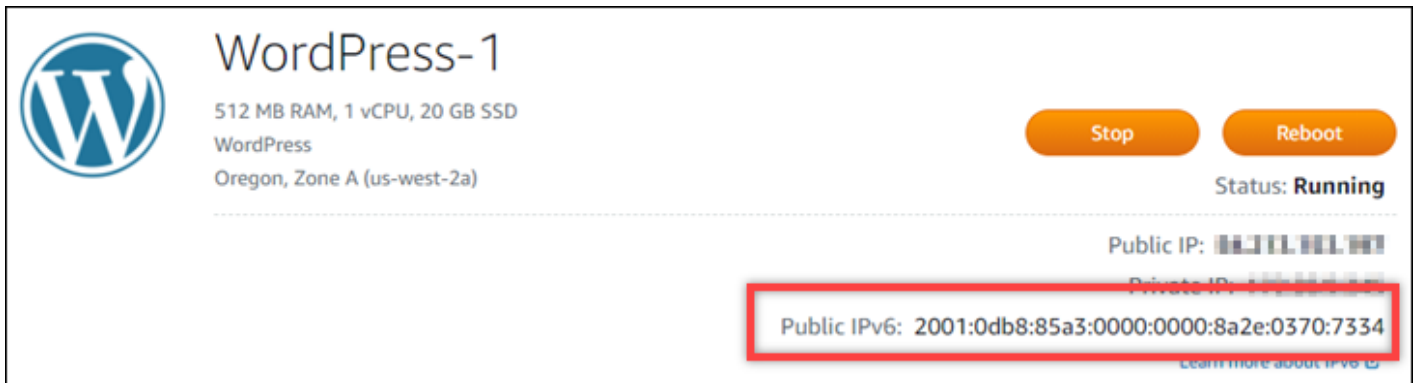 WordPress-1
512 MB RAM, 1 vCPU, 20 GB SSD
WordPress
Oregon, Zone A (us-west-2a)
Stop
Reboot
Status: Running
Public IP:
Private IP:
Public IPv6: 2001:0db8:85a3:0000:0000:8a2e:0370:7334
Learn more about IPv6